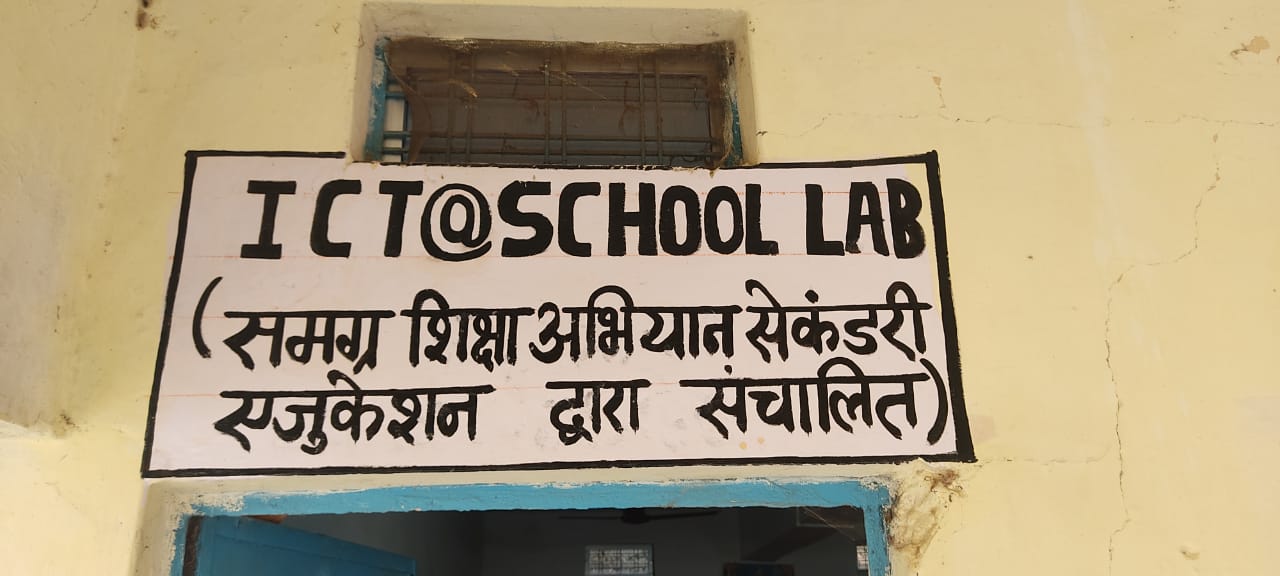 ICT@SCHOOL LAB
(समग्र शिक्षा अभियान सेकंडरी
एजुकेशन द्वारा संचालित)